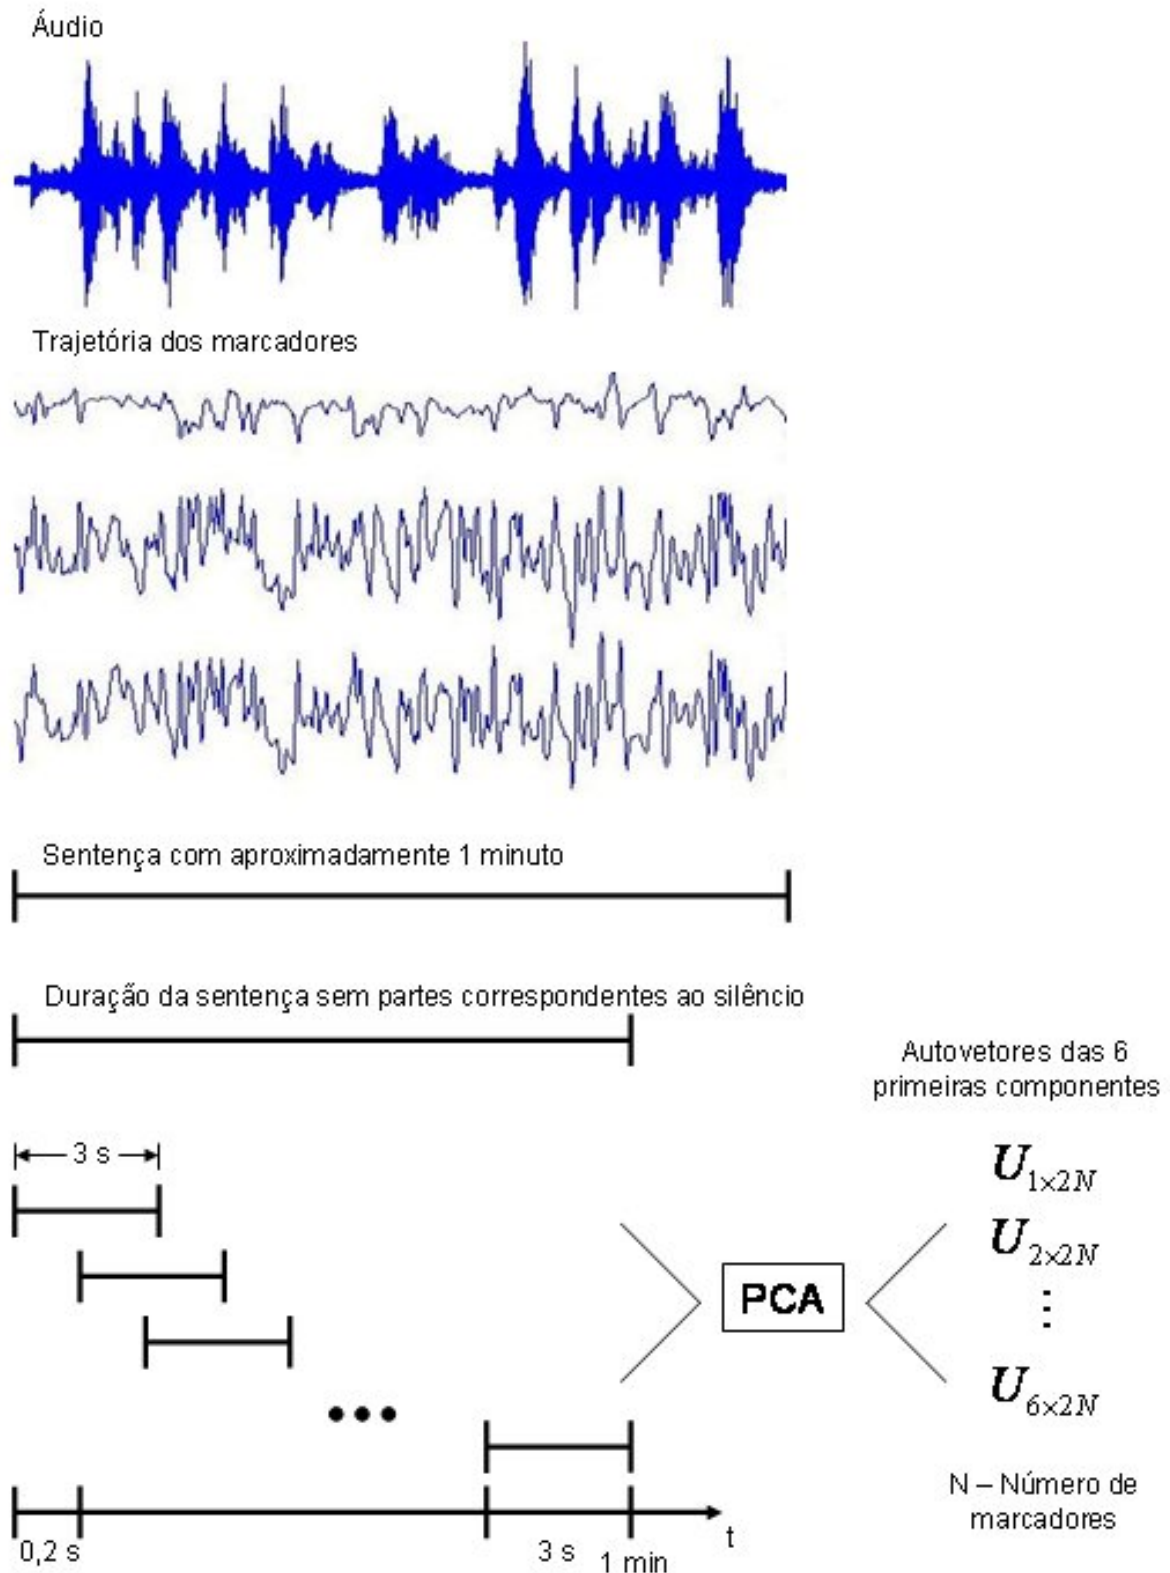 Áudio
Trajetória dos marcadores
Sentença com aproximadamente 1 minuto
Duração da sentença sem partes correspondentes ao silêncio
Autovetores das 6
primeiras componentes
3 s
U1×2N
U2×2N
⋮
PCA
U6×2N
•••
N – Número de
marcadores
0,2 s
3 s
1 min
t